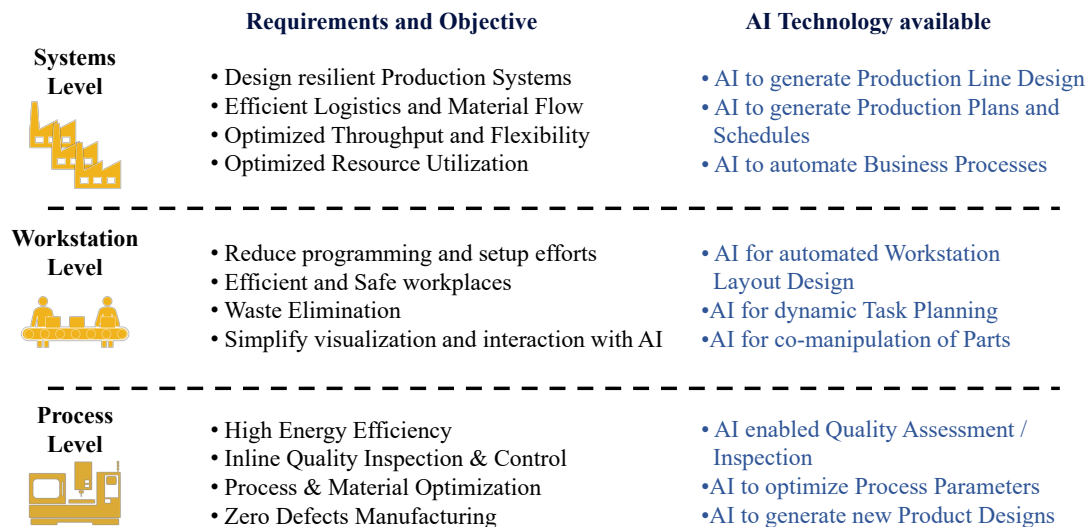 Requirements and Objective
AI Technology available
Systems
Level
• Design resilient Production Systems
• Efficient Logistics and Material Flow
• Optimized Throughput and Flexibility
• Optimized Resource Utilization
• AI to generate Production Line Design
• AI to generate Production Plans and
Schedules
• AI to automate Business Processes
Workstation
Level
• Reduce programming and setup efforts
• Efficient and Safe workplaces
• Waste Elimination
• Simplify visualization and interaction with AI
• AI for automated Workstation
Layout Design
•AI for dynamic Task Planning
•AI for co-manipulation of Parts
Process
Level
• High Energy Efficiency
• Inline Quality Inspection & Control
• Process & Material Optimization
• Zero Defects Manufacturing
• AI enabled Quality Assessment /
Inspection
•AI to optimize Process Parameters
•AI to generate new Product Designs